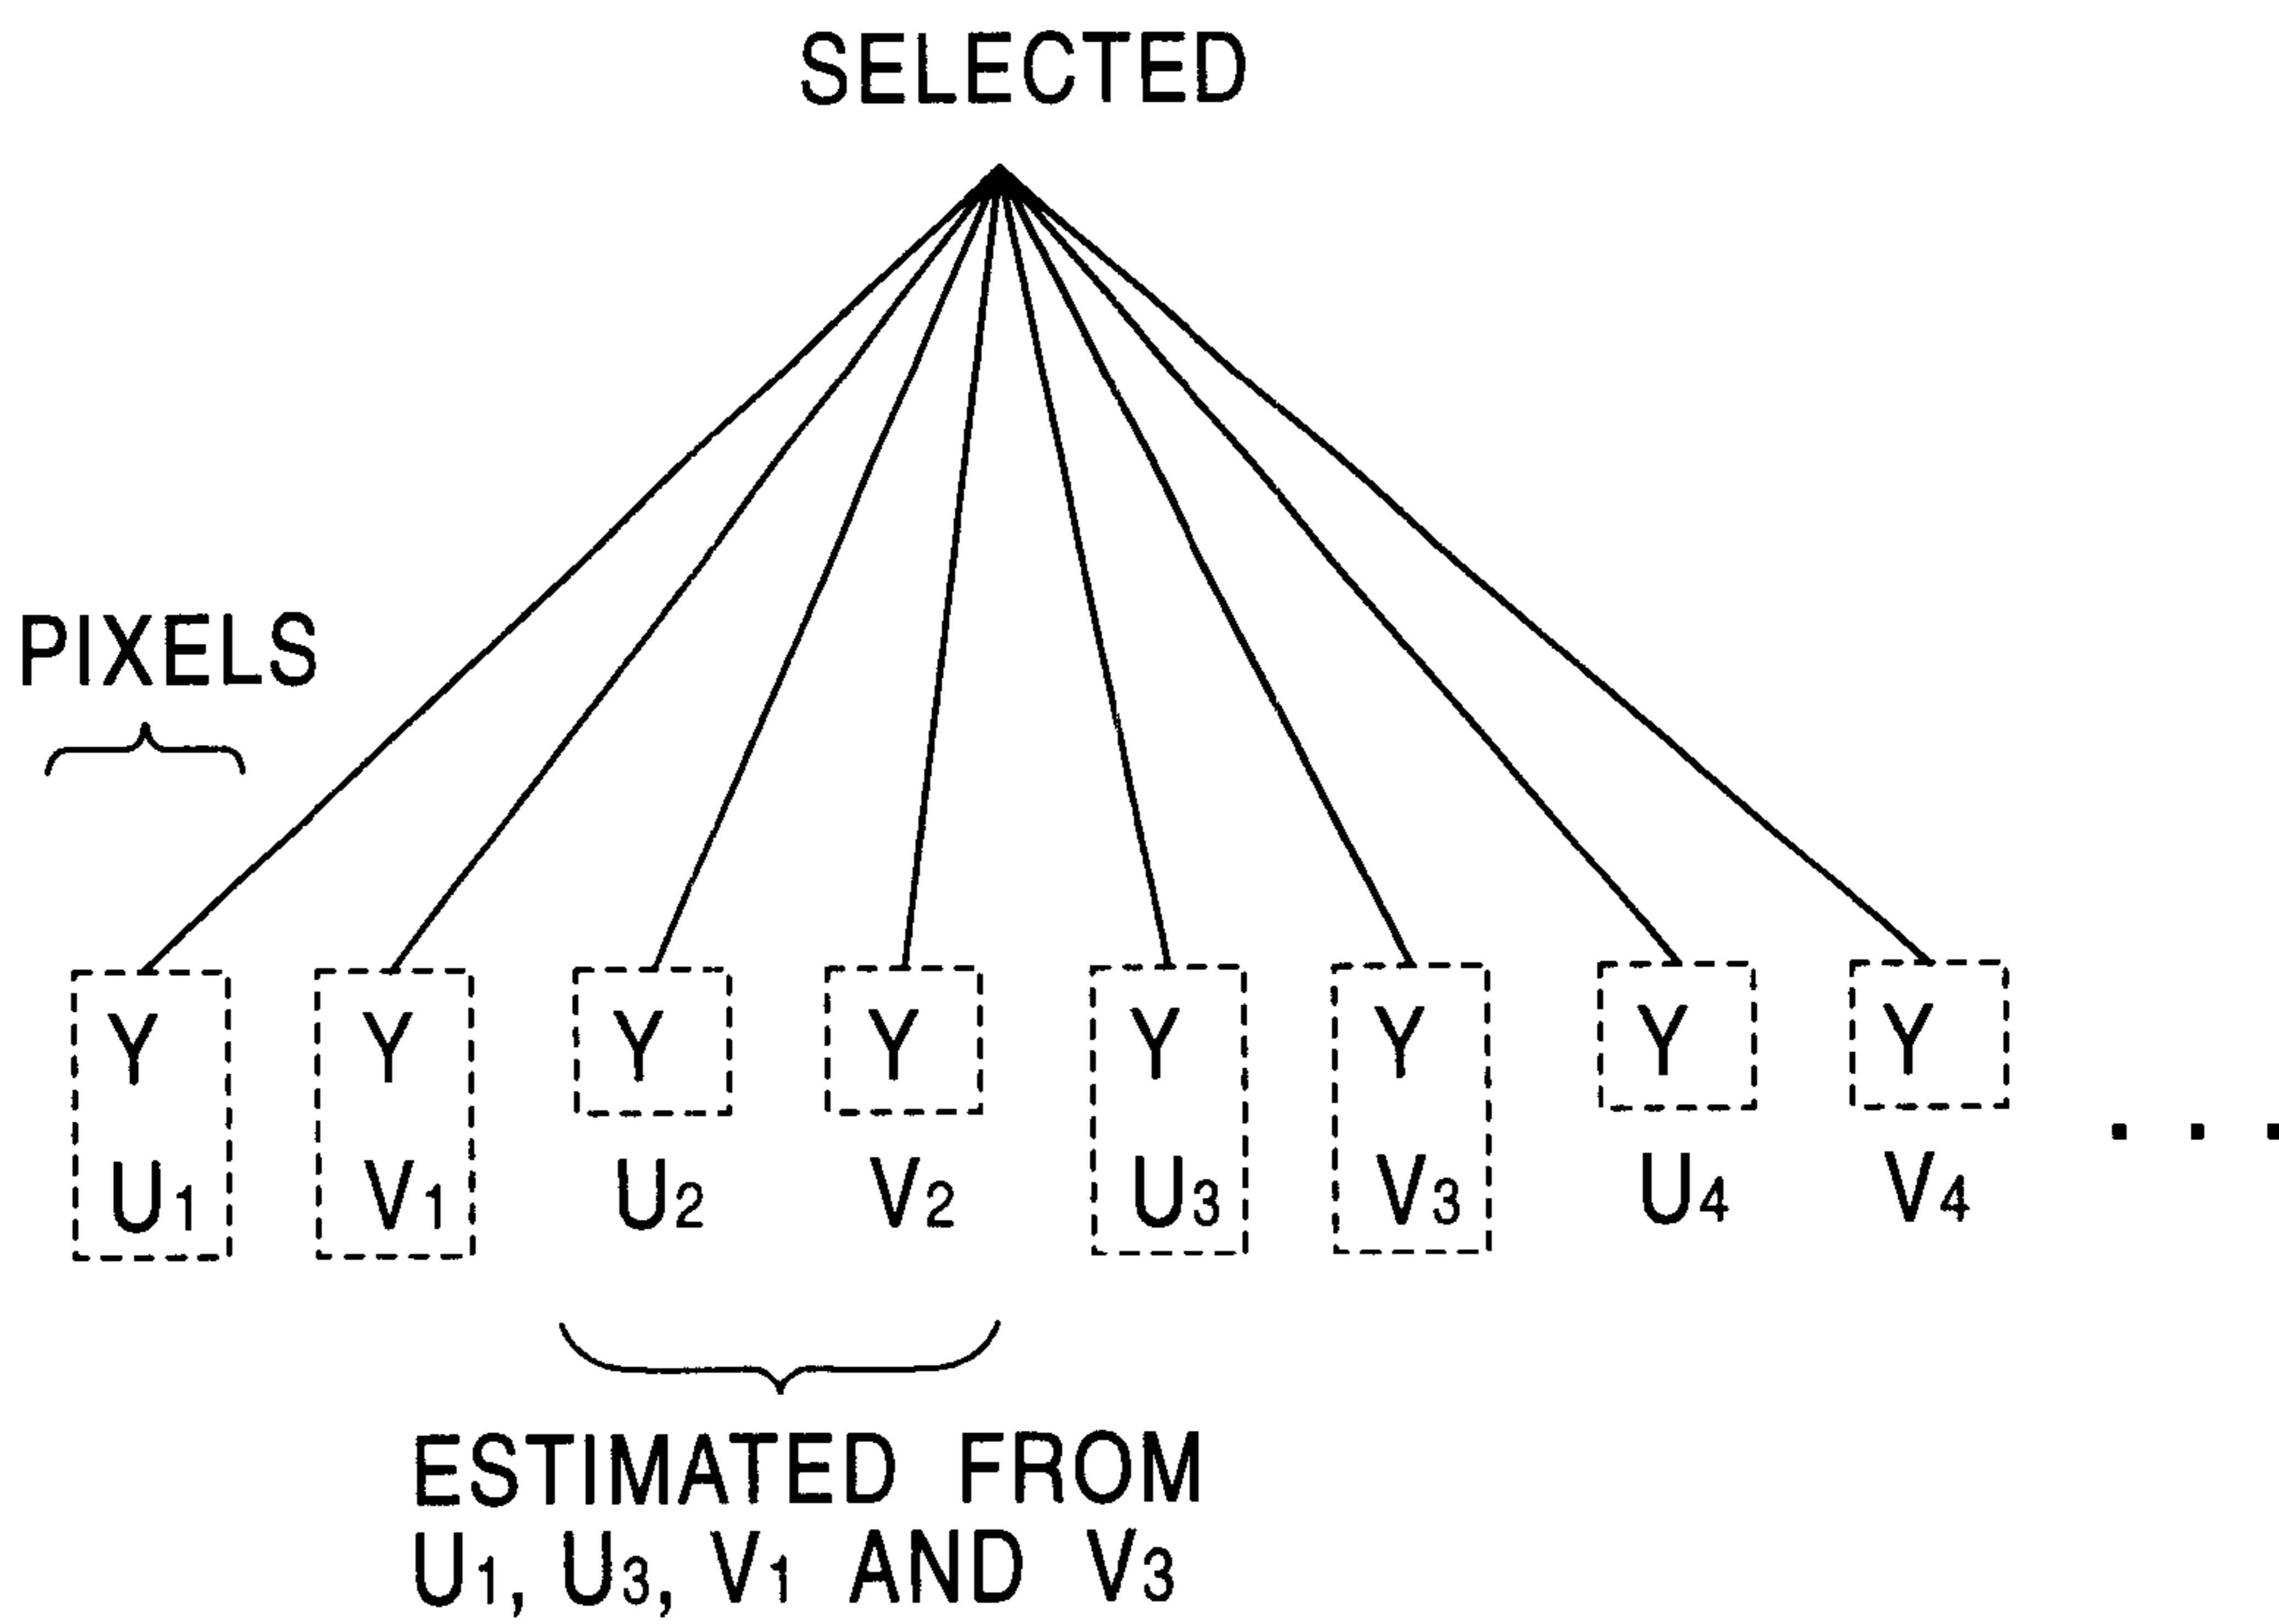 SELECTED
PIXELS
Y Y Y Y Y Y Y Y
U1 V1 U2 V2 U3 V3 U4 V4 . . .
ESTIMATED FROM
U1, U3, V1 AND V3